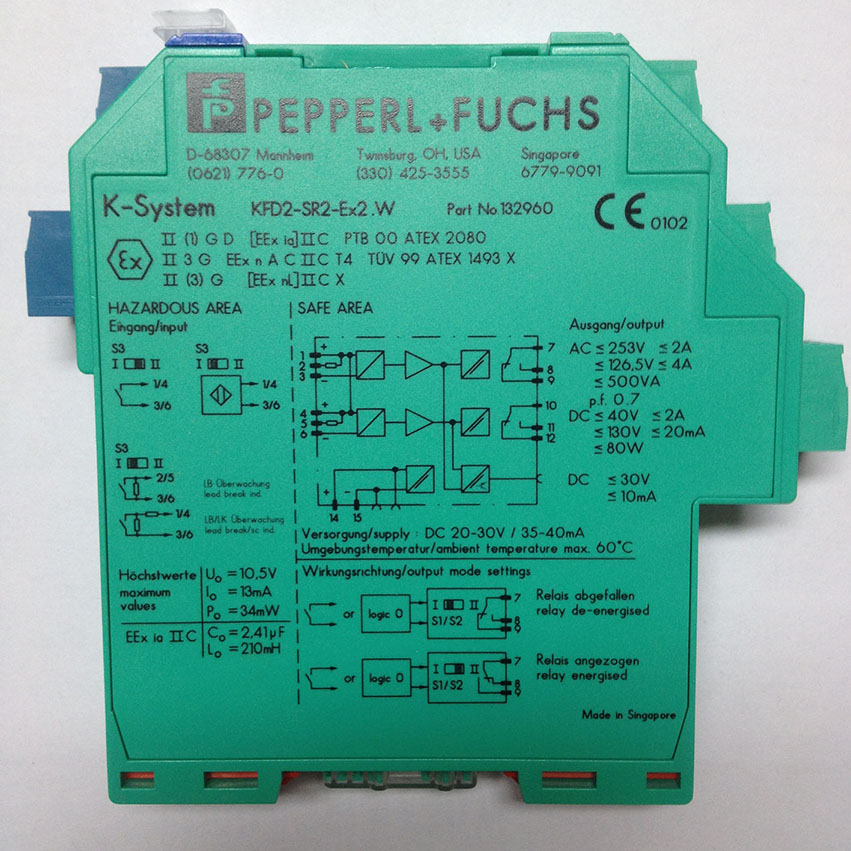 PEPPERL+FUCHS
D-68307 Mannheim Twinsburg, OH, USA Singapore
(0621) 776-0 (330) 425-3555 6779-9091
K-System KFD2-SR2-Ex2.W Part No.132960 CE 0102
Ex
II (1) G D [EEx ia] II C PTB 00 ATEX 2080
II 3 G EEx n A C II C T4 TÜV 99 ATEX 1493 X
II (3) G [EEx nL] II C X
HAZARDOUS AREA
Eingang/input
S3 S3
I II I II
1/4 1/4
3/6 3/6
S3
I II
2/5
3/6
LB Überwachung
lead break ind.
1/4
3/6
LB/LK Überwachung
lead break/sc ind.
SAFE AREA
1 + 7
2 8
3 - 9
4 + 10
5 11
6 - 12
+ -
14 15
Ausgang/output
AC ≤ 253V ≤ 2A
≤ 126,5V ≤ 4A
≤ 500VA
p.f. 0.7
DC ≤ 40V ≤ 2A
≤ 130V ≤ 20mA
≤ 80W
DC ≤ 30V
≤ 10mA
Versorgung/supply : DC 20-30V / 35-40mA
Umgebungstemperatur/ambient temperature max. 60°C
Höchstwerte
maximum
values
Uo = 10,5V
Io = 13mA
Po = 34mW
EEx ia II C
Co = 2,41µF
Lo = 210mH
Wirkungsrichtung/output mode settings
or logic 0 I II S1/S2 7 8 9
Relais abgefallen
relay de-energised
or logic 0 I II S1/S2 7 8 9
Relais angezogen
relay energised
Made in Singapore